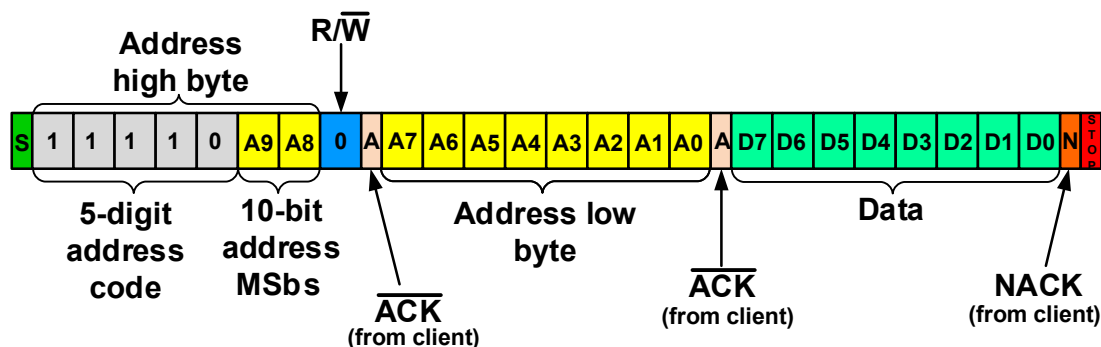 R/W̅
Address
high byte
S 1 1 1 1 0 A9 A8 0 A A7 A6 A5 A4 A3 A2 A1 A0 A D7 D6 D5 D4 D3 D2 D1 D0 N STOP
5-digit
address
code
10-bit
address
MSbs
A̅C̅K̅
(from client)
Address low
byte
A̅C̅K̅
(from client)
Data
NACK
(from client)